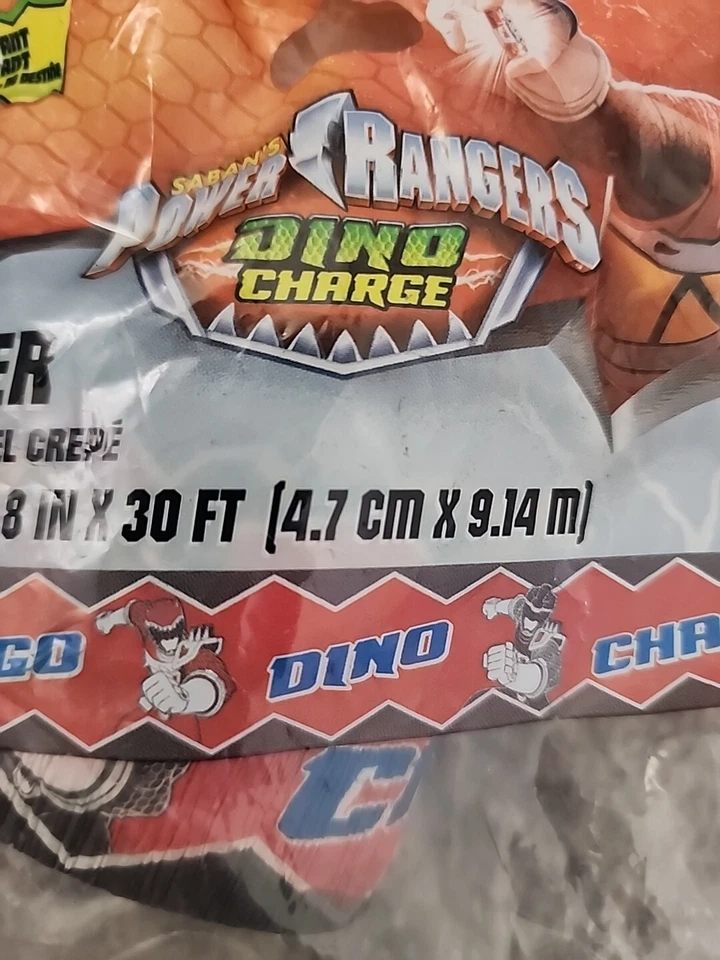 SABAN'S
POWER RANGERS
DINO
CHARGE
ER
EL CREPÉ
8 IN X 30 FT (4.7 cm X 9.14 m)
GO DINO CHA
C